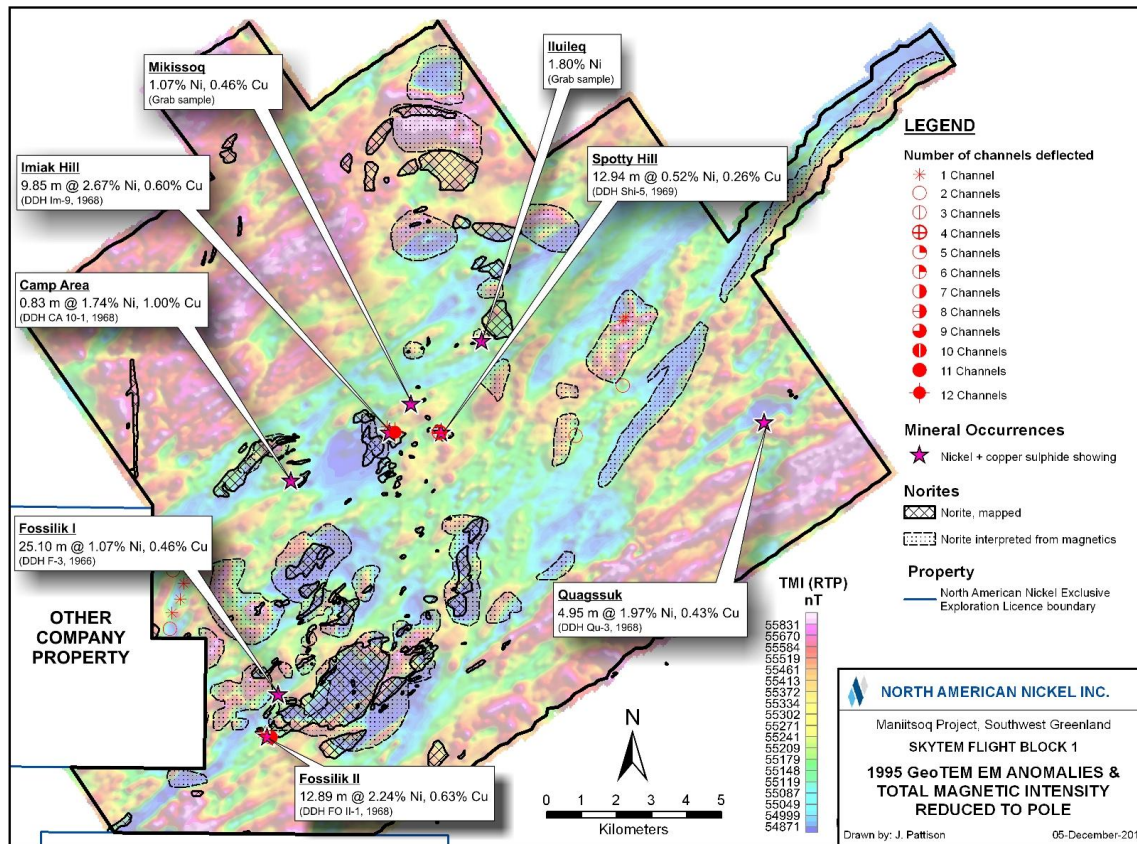 Mikissoq
1.07% Ni, 0.46% Cu
(Grab sample)
Iluileq
1.80% Ni
(Grab sample)
Imiak Hill
9.85 m @ 2.67% Ni, 0.60% Cu
(DDH Im-9, 1968)
Spotty Hill
12.94 m @ 0.52% Ni, 0.26% Cu
(DDH Shi-5, 1969)
Camp Area
0.83 m @ 1.74% Ni, 1.00% Cu
(DDH CA 10-1, 1968)
Fossilik I
25.10 m @ 1.07% Ni, 0.46% Cu
(DDH F-3, 1966)
OTHER
COMPANY
PROPERTY
Quagssuk
4.95 m @ 1.97% Ni, 0.43% Cu
(DDH Qu-3, 1968)
Fossilik II
12.89 m @ 2.24% Ni, 0.63% Cu
(DDH FO II-1, 1968)
N
0 1 2 3 4 5
Kilometers
LEGEND
Number of channels deflected
1 Channel
2 Channels
3 Channels
4 Channels
5 Channels
6 Channels
7 Channels
8 Channels
9 Channels
10 Channels
11 Channels
12 Channels
Mineral Occurrences
Nickel + copper sulphide showing
Norites
Norite, mapped
Norite interpreted from magnetics
Property
North American Nickel Exclusive
Exploration Licence boundary
TMI (RTP)
nT
55831
55670
55584
55519
55461
55413
55372
55334
55302
55271
55241
55209
55179
55148
55119
55087
55049
54999
54871
NORTH AMERICAN NICKEL INC.
Maniitsoq Project, Southwest Greenland
SKYTEM FLIGHT BLOCK 1
1995 GeoTEM EM ANOMALIES &
TOTAL MAGNETIC INTENSITY
REDUCED TO POLE
Drawn by: J. Pattison
05-December-201